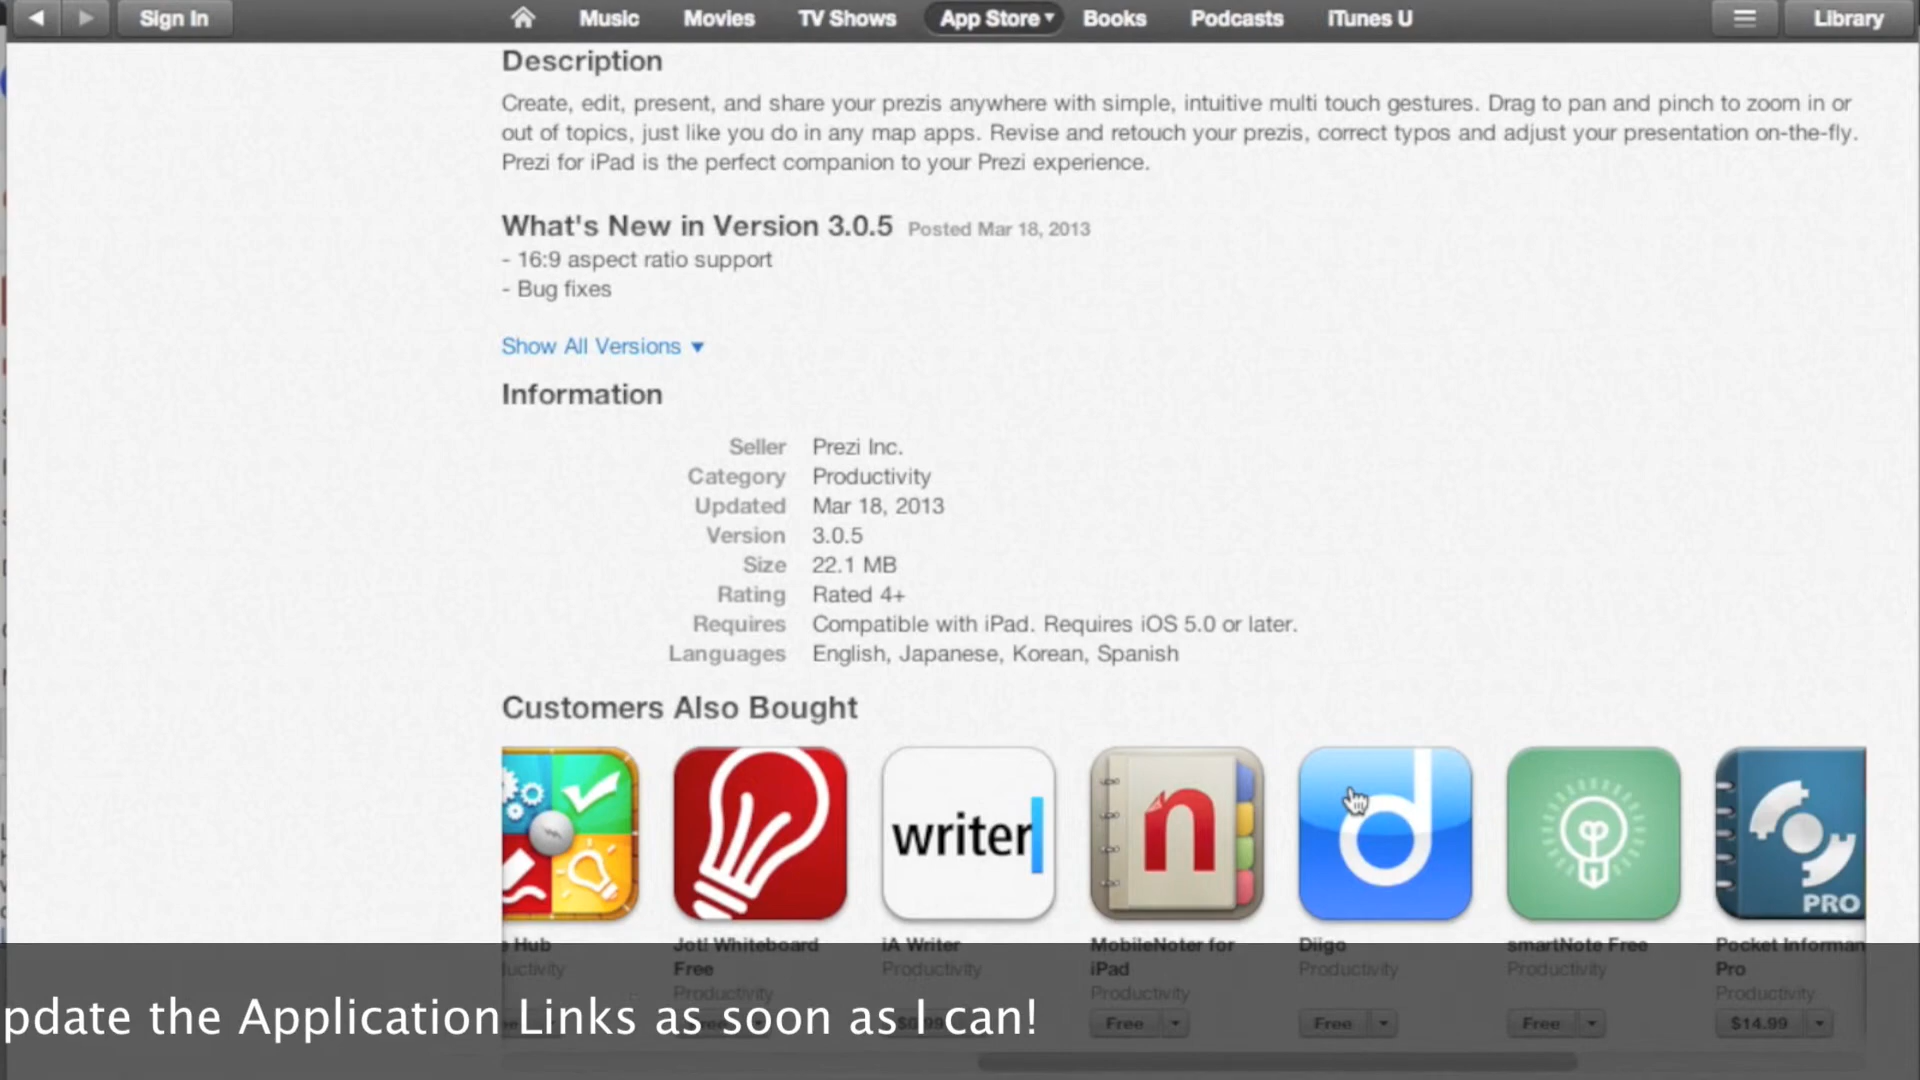 Sign In
Music
Movies
TV Shows
App Store
Books
Podcasts
iTunes U
Library
Description
Create, edit, present, and share your prezis anywhere with simple, intuitive multi touch gestures. Drag to pan and pinch to zoom in or
out of topics, just like you do in any map apps. Revise and retouch your prezis, correct typos and adjust your presentation on-the-fly.
Prezi for iPad is the perfect companion to your Prezi experience.
What's New in Version 3.0.5 Posted Mar 18, 2013
- 16:9 aspect ratio support
- Bug fixes
Show All Versions
Information
Seller Prezi Inc.
Category Productivity
Updated Mar 18, 2013
Version 3.0.5
Size 22.1 MB
Rating Rated 4+
Requires Compatible with iPad. Requires iOS 5.0 or later.
Languages English, Japanese, Korean, Spanish
Customers Also Bought
writer
n
d
PRO
Hub
Jot! Whiteboard
Free
Productivity
iA Writer
Productivity
MobileNoter for
iPad
Productivity
Free
Diigo
Productivity
Free
smartNote Free
Productivity
Free
Pocket Informan
Pro
Productivity
$14.99
pdate the Application Links as soon as I can!